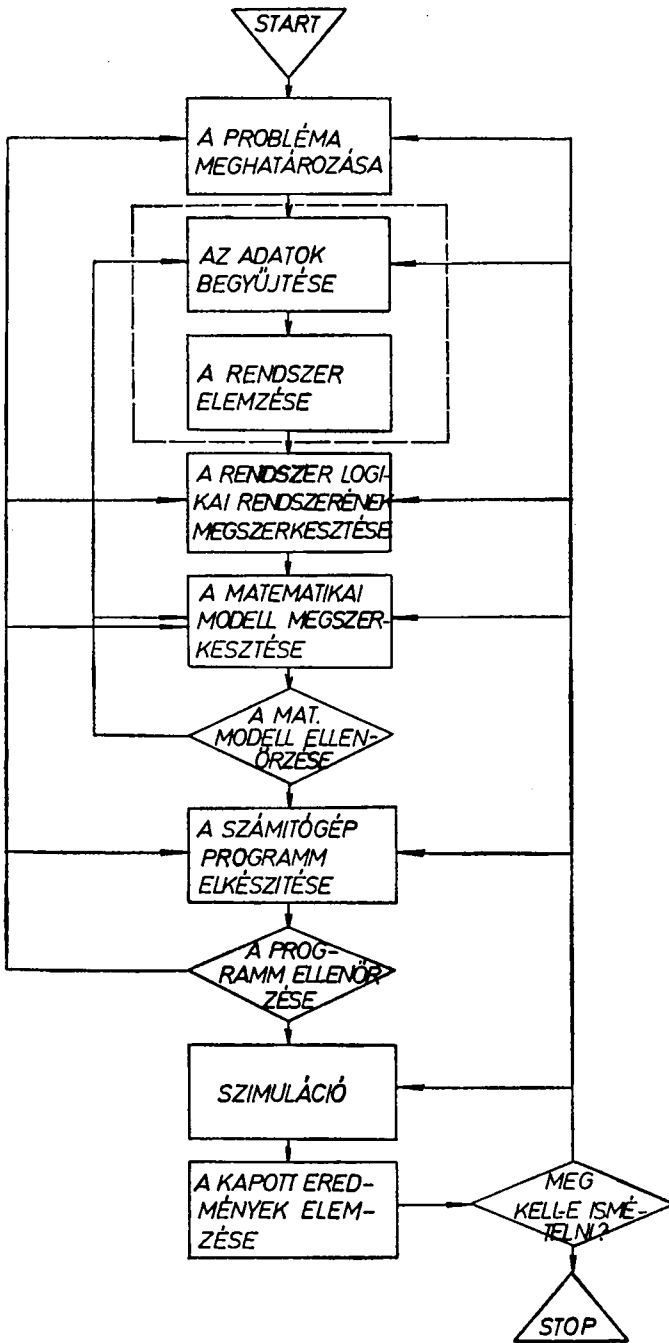 START
A PROBLÉMA
MEGHATÁROZÁSA
AZ ADATOK
BEGYŰJTÉSE
A RENDSZER
ELEMZÉSE
A RENDSZER LOGI-
KAI RENDSZERÉNEK
MEGSZERKESZTÉSE
A MATEMATIKAI
MODELL MEGSZER-
KESZTÉSE
A MAT.
MODELL ELLEN-
ŐRZÉSE
A SZÁMITÓGÉP
PROGRAMM
ELKÉSZITÉSE
A PROG-
RAMM ELLENŐR
ZÉSE
SZIMULÁCIÓ
A KAPOTT ERED-
MÉNYEK ELEM-
ZÉSE
MEG
KELL-E ISMÉ-
TELNI?
STOP